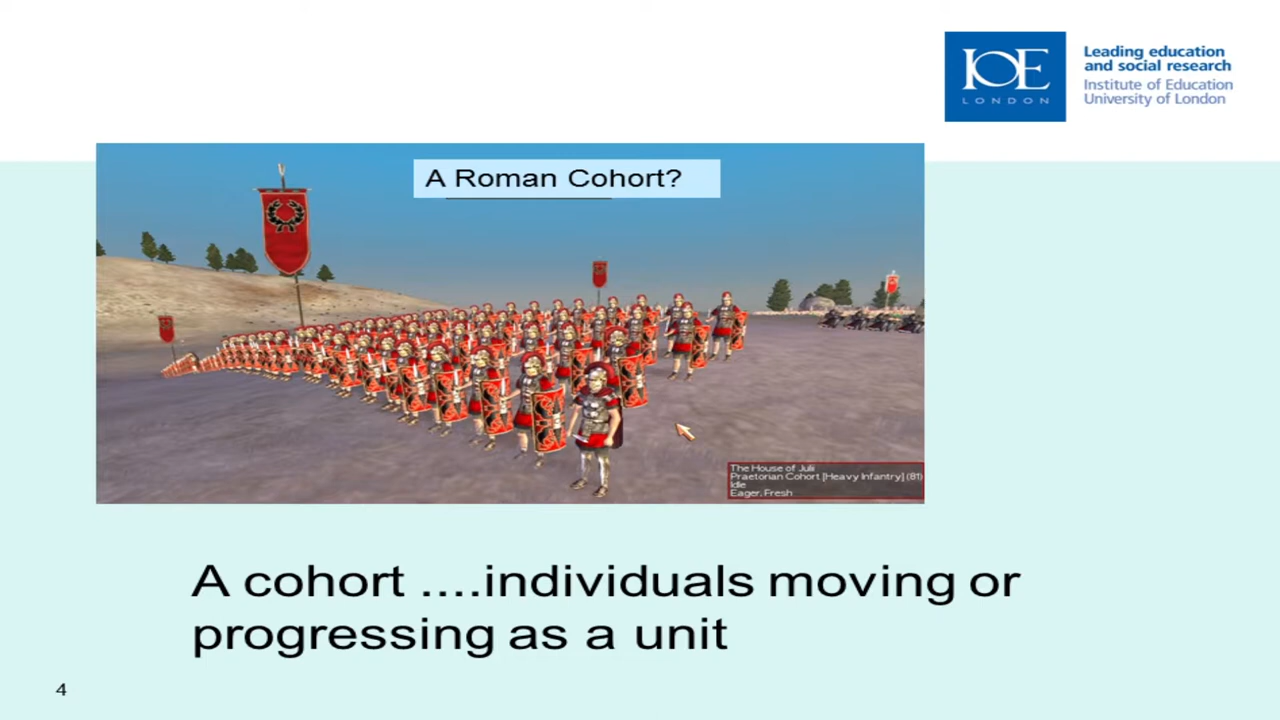 IOE
LONDON
Leading education
and social research
Institute of Education
University of London
A Roman Cohort?
The House of Julii
Praetorian Cohort [Heavy Infantry] (81)
Idle
Eager, Fresh
A cohort ....individuals moving or
progressing as a unit
4